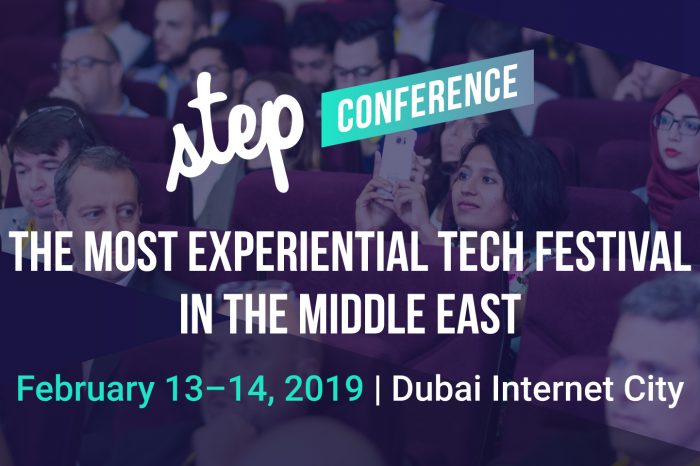 step CONFERENCE
THE MOST EXPERIENTIAL TECH FESTIVAL
IN THE MIDDLE EAST
February 13–14, 2019 | Dubai Internet City